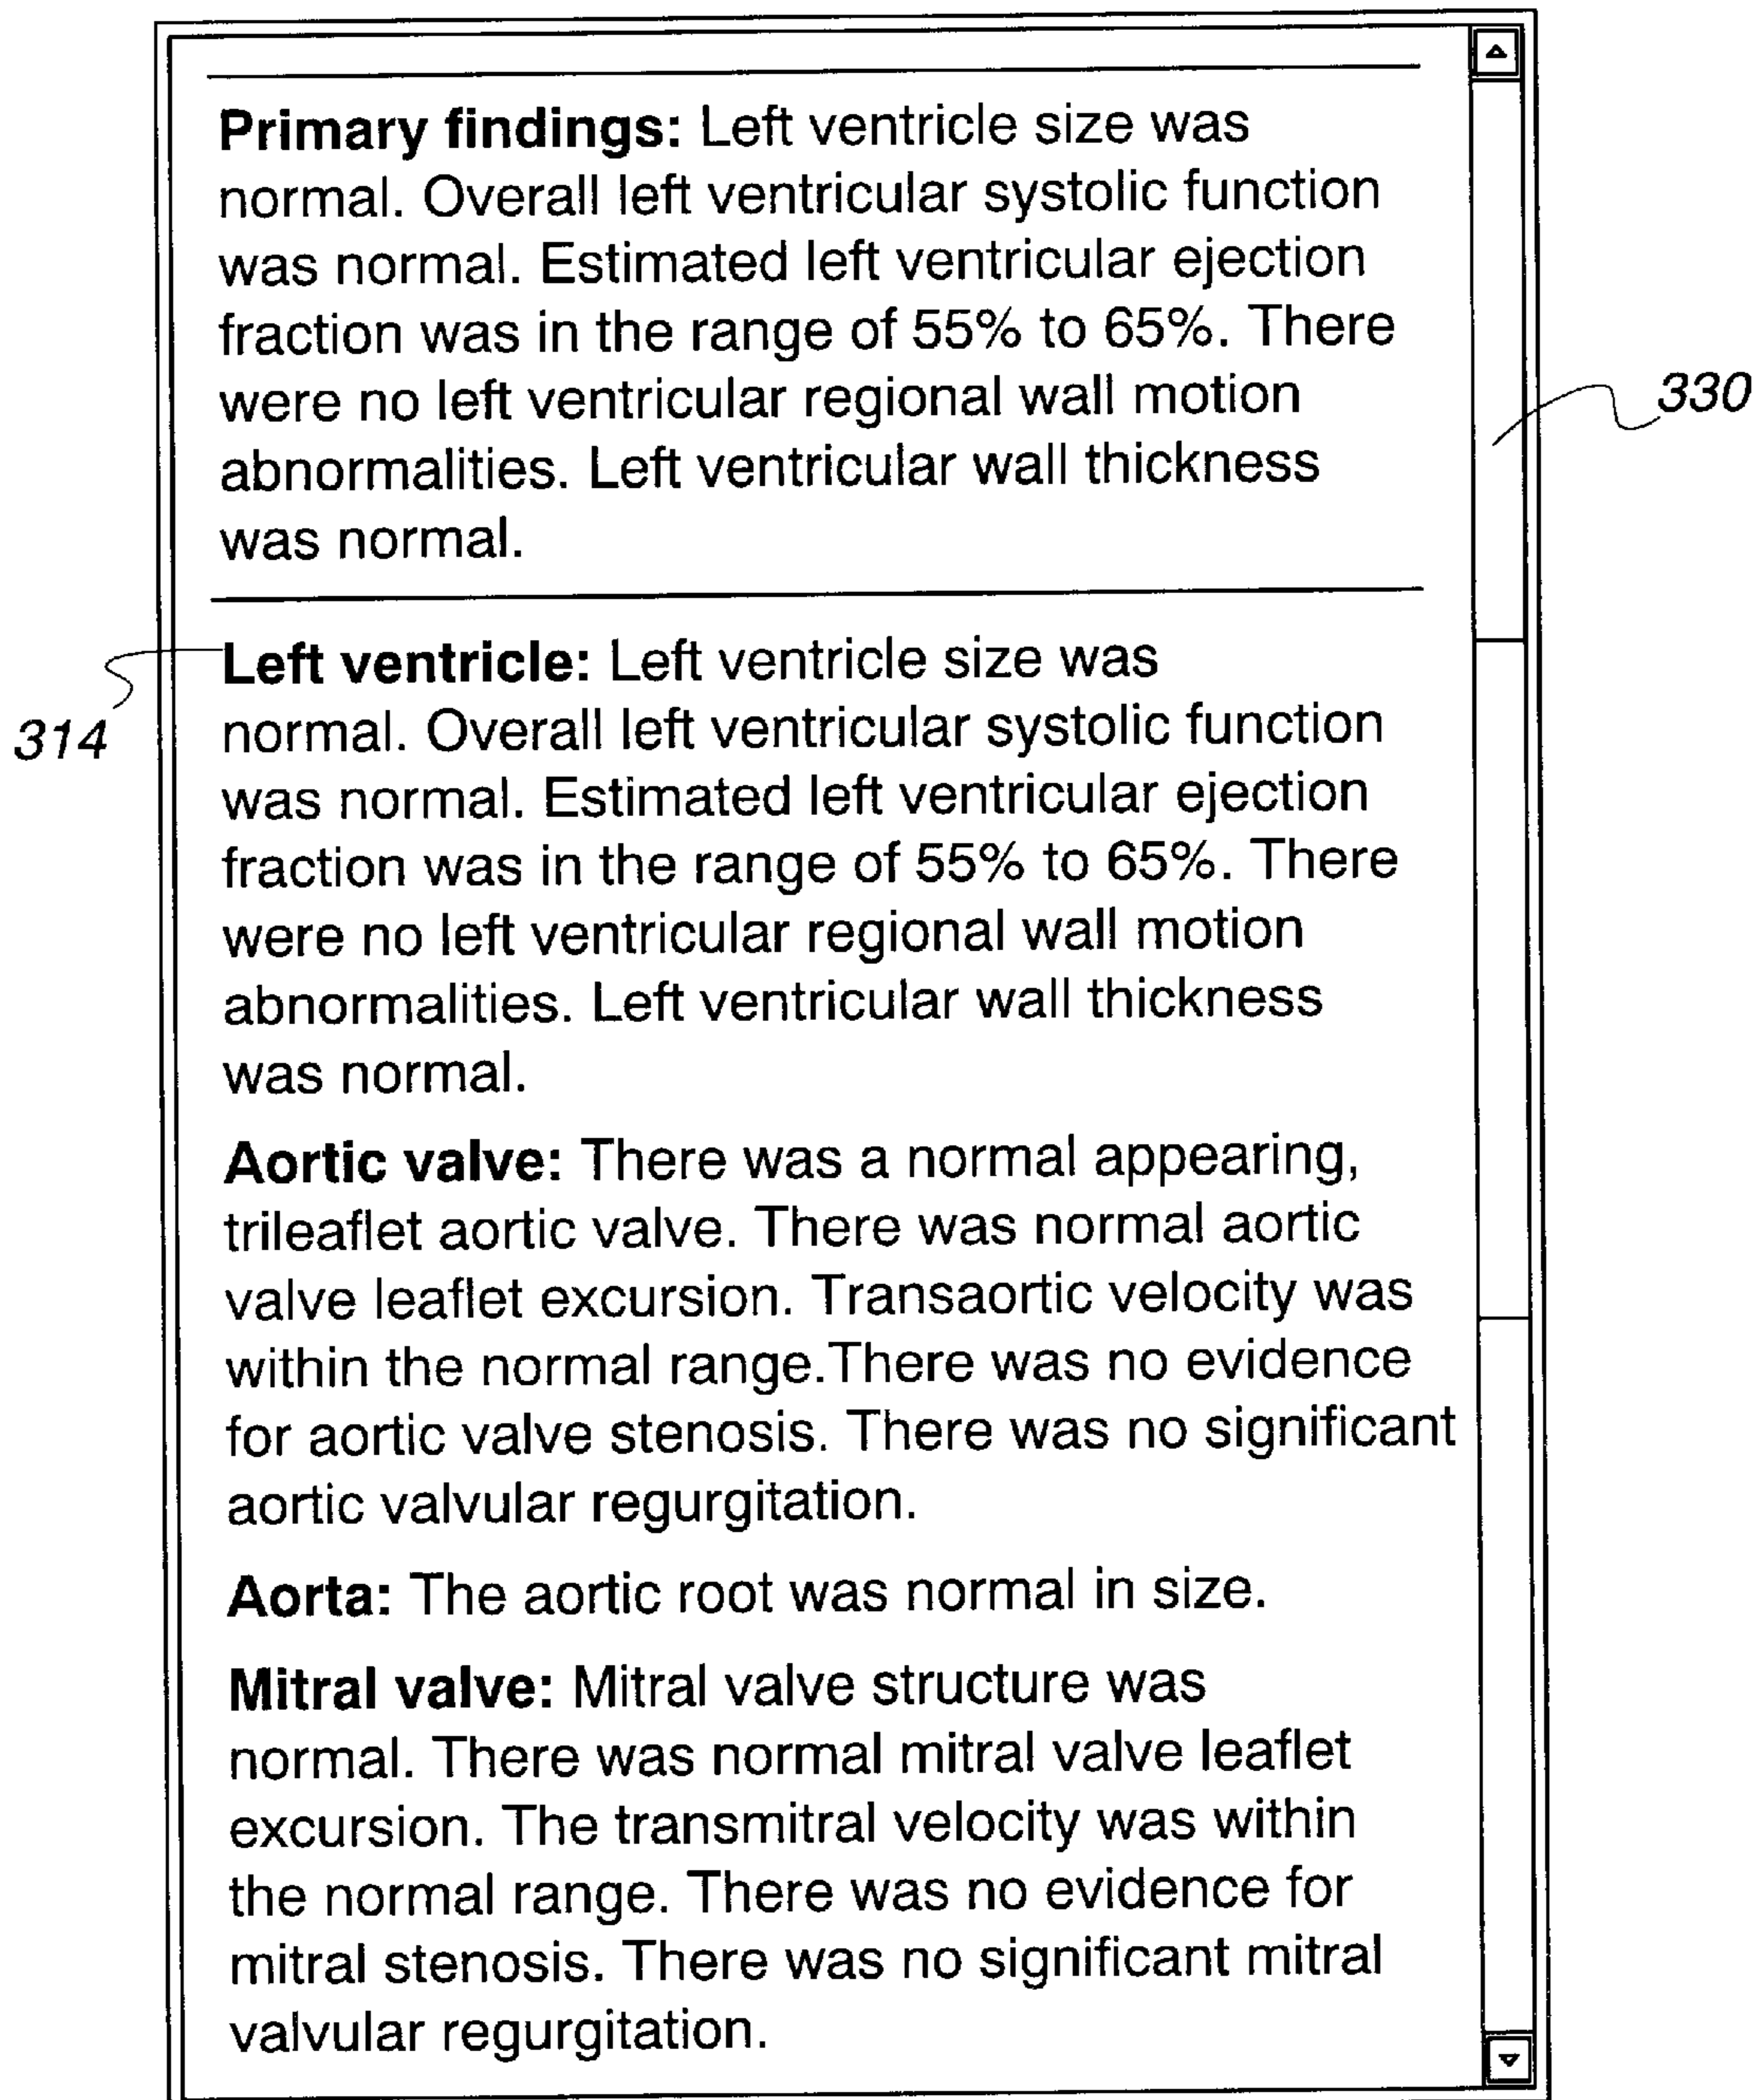 Primary findings: Left ventricle size was
normal. Overall left ventricular systolic function
was normal. Estimated left ventricular ejection
fraction was in the range of 55% to 65%. There
were no left ventricular regional wall motion
abnormalities. Left ventricular wall thickness
was normal.
330
Left ventricle: Left ventricle size was
normal. Overall left ventricular systolic function
was normal. Estimated left ventricular ejection
fraction was in the range of 55% to 65%. There
were no left ventricular regional wall motion
abnormalities. Left ventricular wall thickness
was normal.
314
Aortic valve: There was a normal appearing,
trileaflet aortic valve. There was normal aortic
valve leaflet excursion. Transaortic velocity was
within the normal range.There was no evidence
for aortic valve stenosis. There was no significant
aortic valvular regurgitation.
Aorta: The aortic root was normal in size.
Mitral valve: Mitral valve structure was
normal. There was normal mitral valve leaflet
excursion. The transmitral velocity was within
the normal range. There was no evidence for
mitral stenosis. There was no significant mitral
valvular regurgitation.